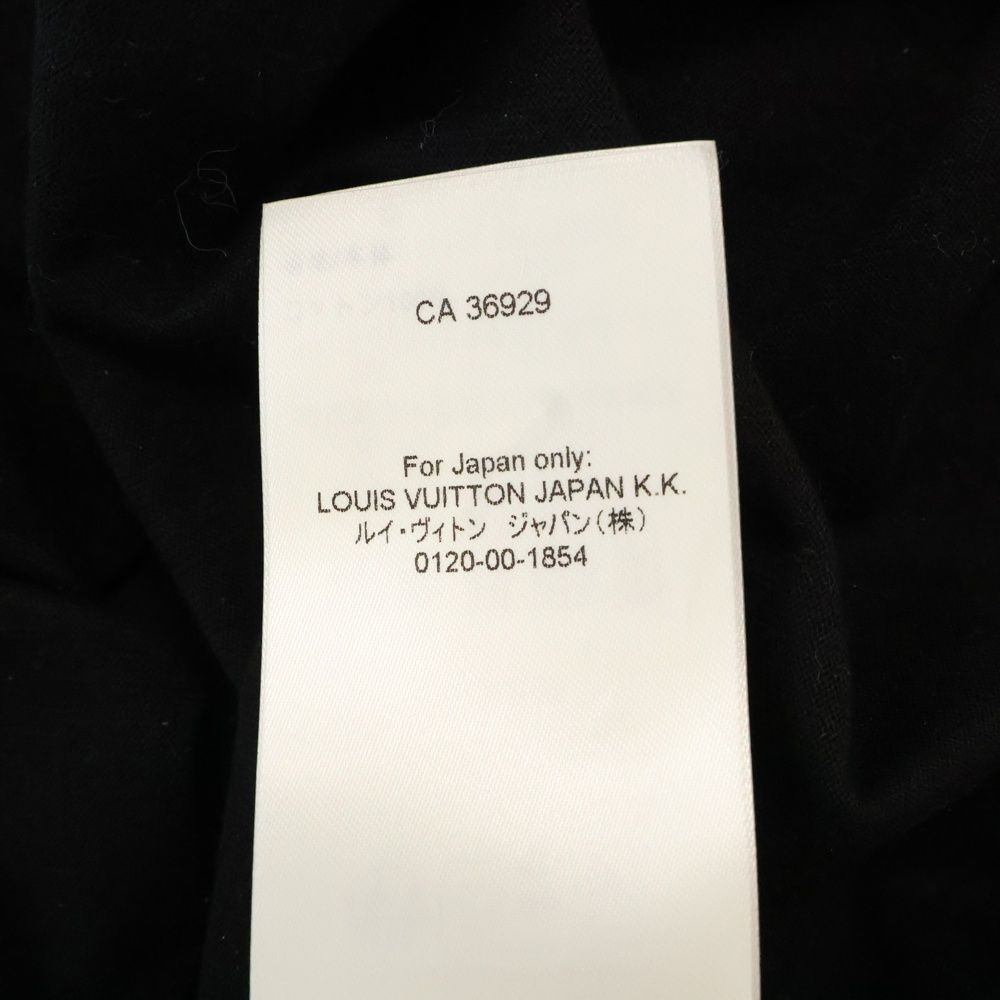 CA 36929
For Japan only:
LOUIS VUITTON JAPAN K.K.
ルイ・ヴィトン ジャパン(株)
0120-00-1854